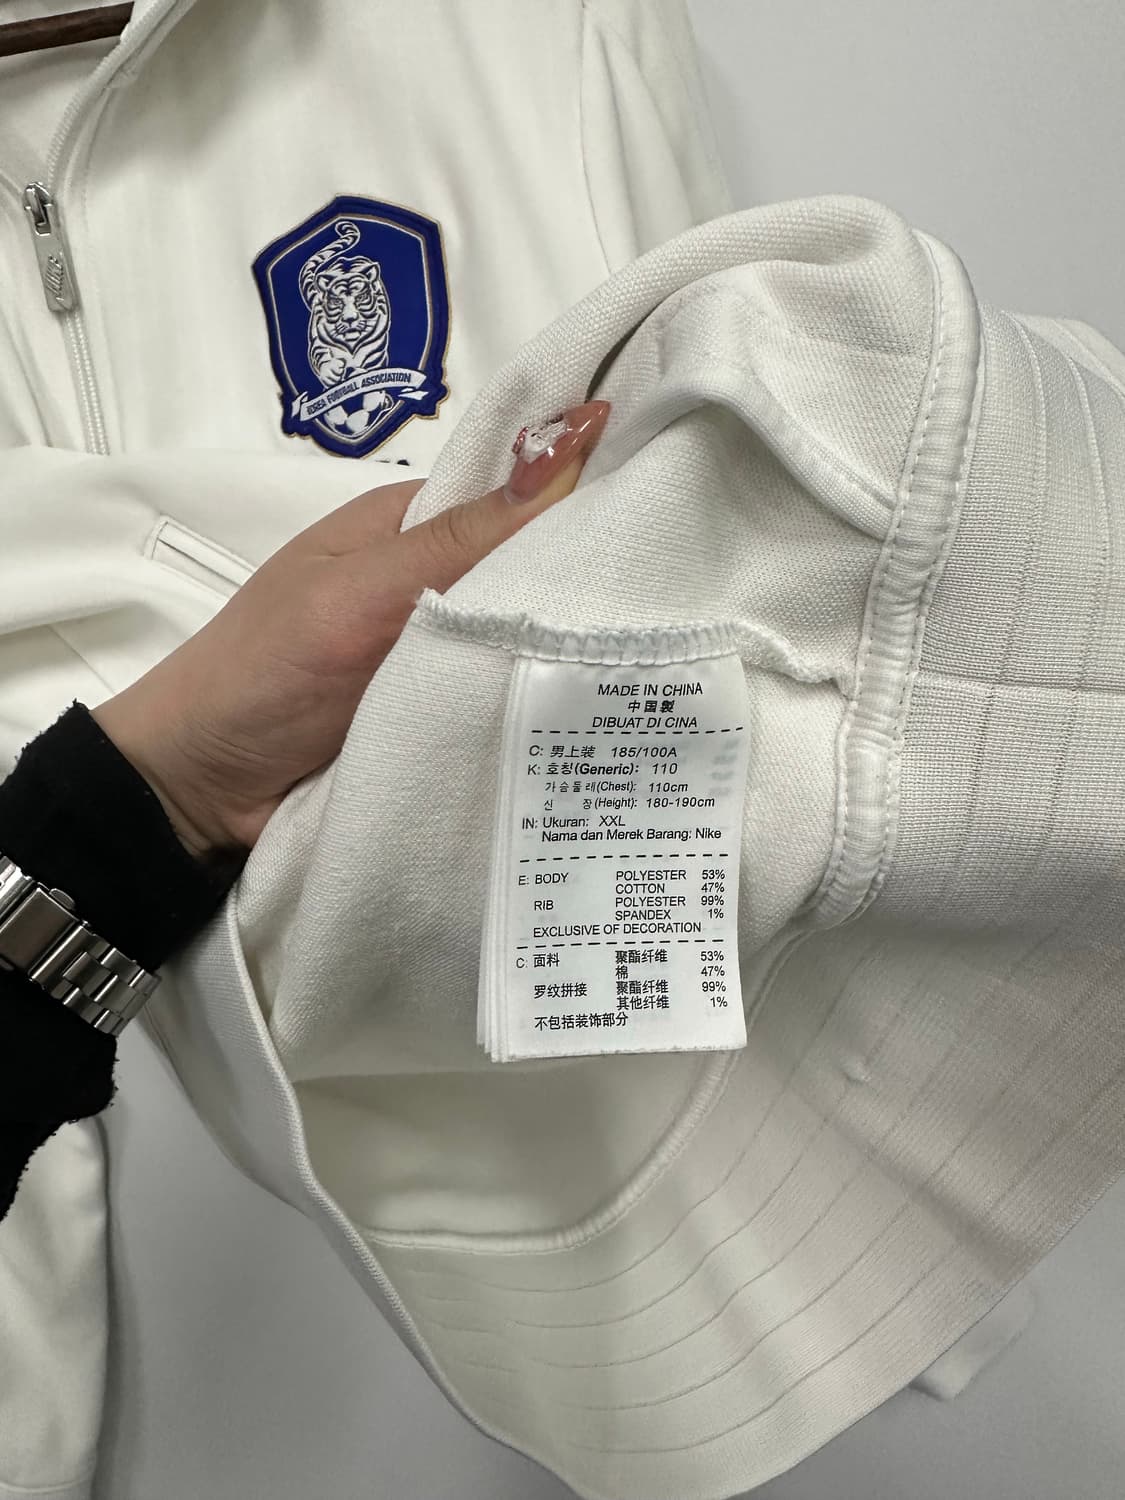 NIKE
KOREA FOOTBALL ASSOCIATION
MADE IN CHINA
中国製
DIBUAT DI CINA
C: 男上装 185/100A
K: 호칭(Generic): 110
가슴둘레(Chest): 110cm
신 장(Height): 180-190cm
IN: Ukuran: XXL
Nama dan Merek Barang: Nike
E: BODY POLYESTER 53%
COTTON 47%
RIB POLYESTER 99%
SPANDEX 1%
EXCLUSIVE OF DECORATION
C: 面料 聚酯纤维 53%
棉 47%
罗纹拼接 聚酯纤维 99%
其他纤维 1%
不包括装饰部分